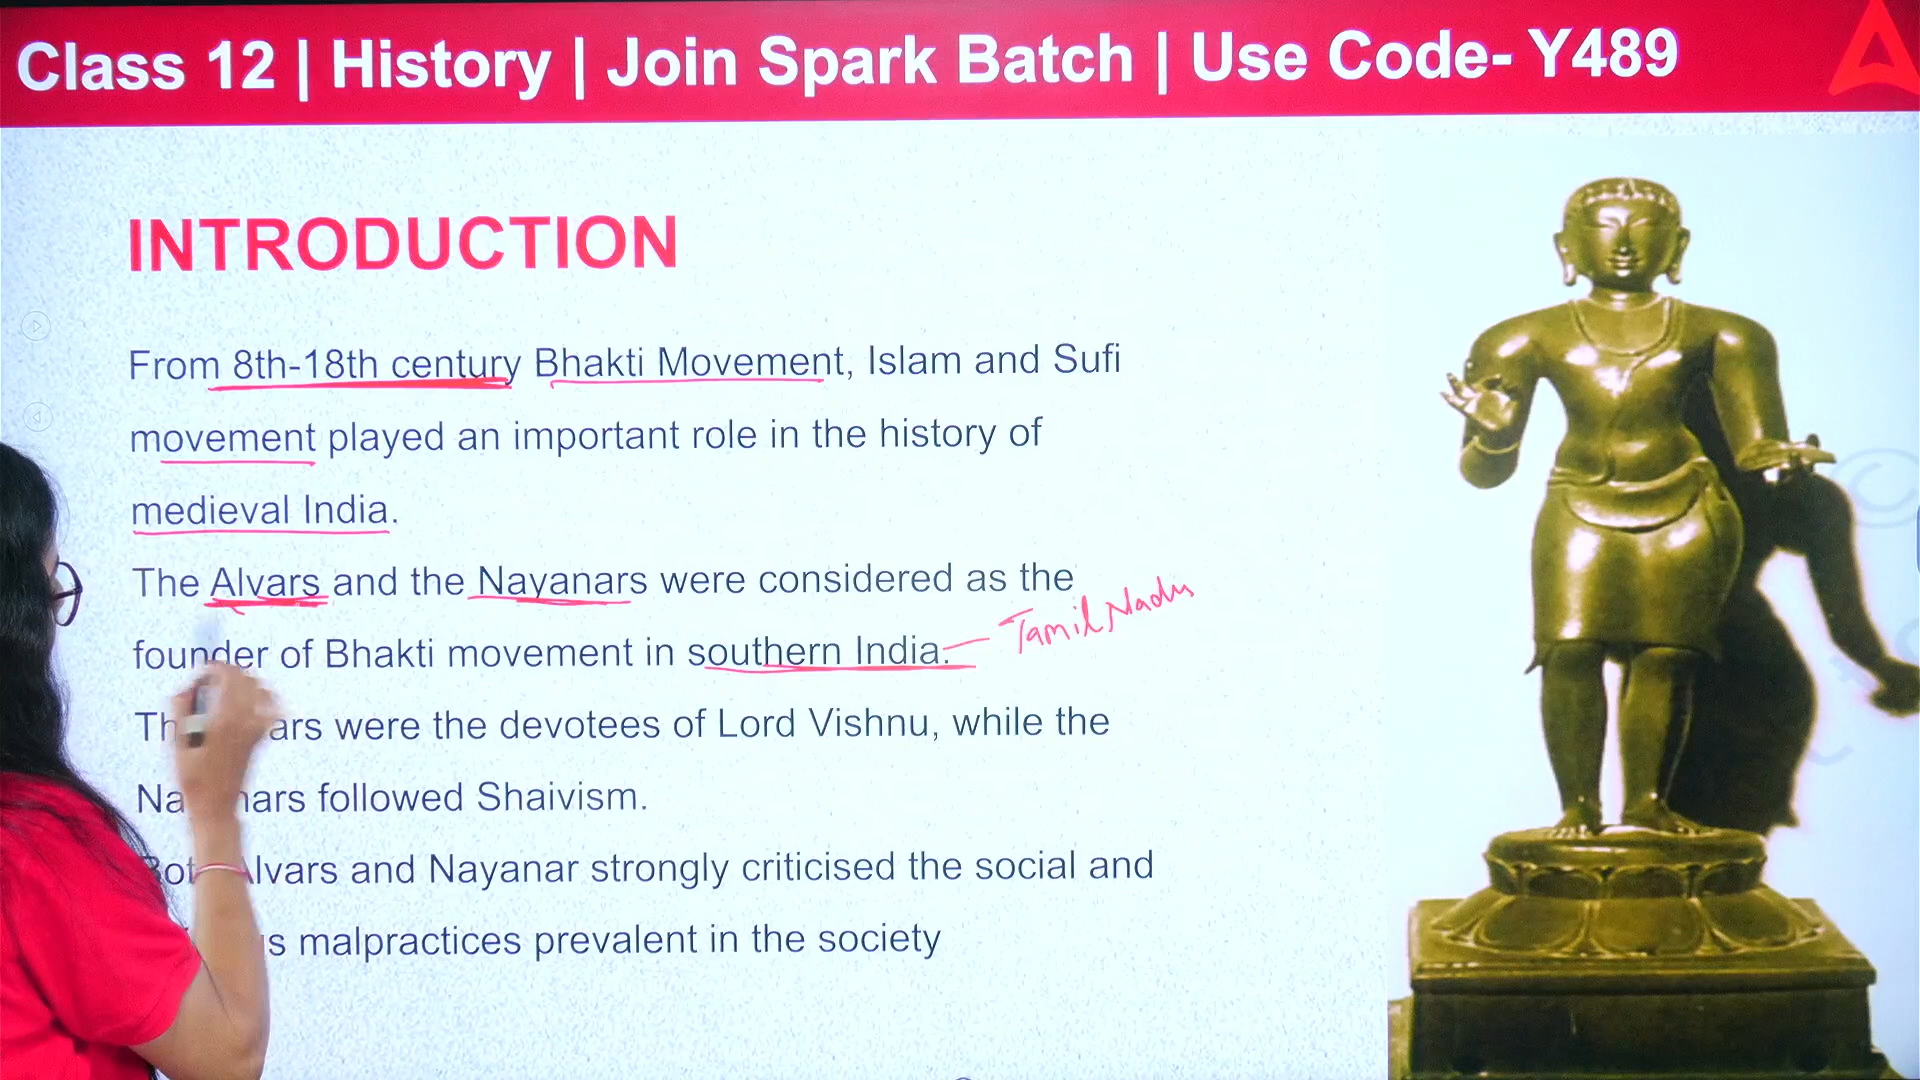 Class 12 | History | Join Spark Batch | Use Code- Y489
INTRODUCTION
From 8th-18th century Bhakti Movement, Islam and Sufi
movement played an important role in the history of
medieval India.
The Alvars and the Nayanars were considered as the
founder of Bhakti movement in southern India.
Tamil Nadu
were the devotees of Lord Vishnu, while the
followed Shaivism.
and Nayanar strongly criticised the social and
malpractices prevalent in the society